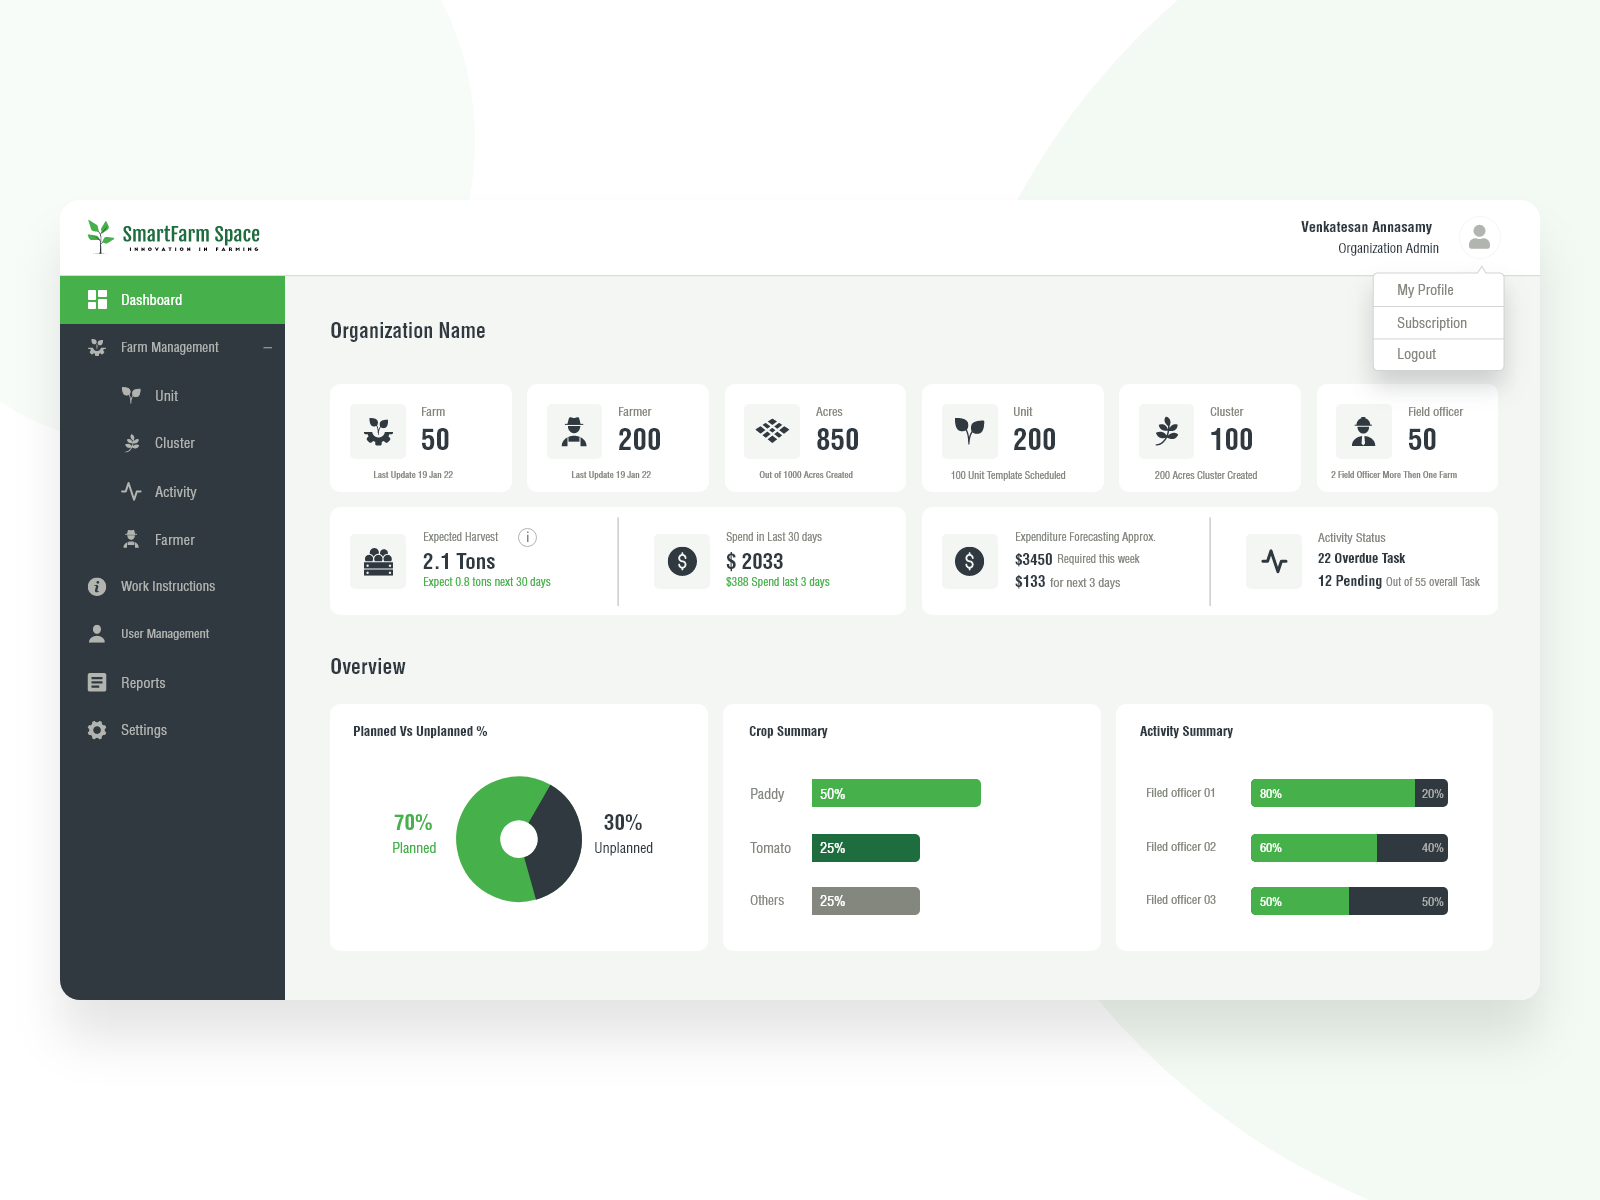 SmartFarm Space
INNOVATION IN FARMING
Venkatesan Annasamy
Organization Admin
My Profile
Subscription
Logout
Dashboard
Farm Management
Unit
Cluster
Activity
Farmer
Work Instructions
User Management
Reports
Settings
Organization Name
Farm
50
Last Update 19 Jan 22
Farmer
200
Last Update 19 Jan 22
Acres
850
Out of 1000 Acres Created
Unit
200
100 Unit Template Scheduled
Cluster
100
200 Acres Cluster Created
Field officer
50
2 Field Officer More Then One Farm
Expected Harvest
2.1 Tons
Expect 0.8 tons next 30 days
Spend in Last 30 days
$ 2033
$388 Spend last 3 days
Expenditure Forecasting Approx.
$3450 Required this week
$133 for next 3 days
Activity Status
22 Overdue Task
12 Pending Out of 55 overall Task
Overview
Planned Vs Unplanned %
70%
Planned
30%
Unplanned
Crop Summary
Paddy 50%
Tomato 25%
Others 25%
Activity Summary
Filed officer 01 80% 20%
Filed officer 02 60% 40%
Filed officer 03 50% 50%